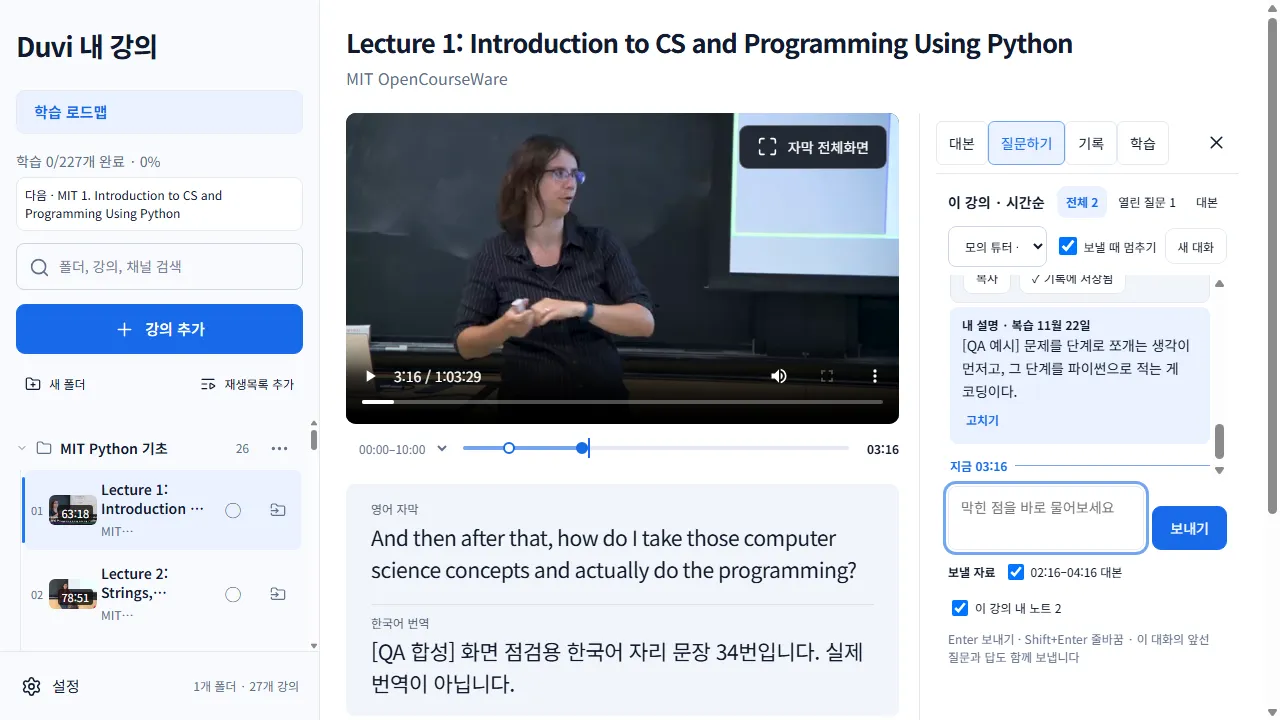 Duvi 내 강의
학습 로드맵
학습 0/227개 완료 · 0%
다음 · MIT 1. Introduction to CS and
Programming Using Python
폴더, 강의, 채널 검색
강의 추가
새 폴더
재생목록 추가
MIT Python 기초
26
01
63:18
Lecture 1:
Introduction ···
MIT···
02
78:51
Lecture 2:
Strings,···
MIT···
설정
1개 폴더 · 27개 강의
Lecture 1: Introduction to CS and Programming Using Python
MIT OpenCourseWare
자막 전체화면
3:16 / 1:03:29
00:00–10:00
03:16
영어 자막
And then after that, how do I take those computer
science concepts and actually do the programming?
한국어 번역
[QA 합성] 화면 점검용 한국어 자리 문장 34번입니다. 실제
번역이 아닙니다.
대본
질문하기
기록
학습
이 강의 · 시간순
전체 2
열린 질문 1
대본
모의 튜터 ·
보낼 때 멈추기
새 대화
복사
✓ 기록에 저장됨
내 설명 · 복습 11월 22일
[QA 예시] 문제를 단계로 쪼개는 생각이
먼저고, 그 단계를 파이썬으로 적는 게
코딩이다.
고치기
지금 03:16
막힌 점을 바로 물어보세요
보내기
보낼 자료
02:16–04:16 대본
이 강의 내 노트 2
Enter 보내기 · Shift+Enter 줄바꿈 · 이 대화의 앞선
질문과 답도 함께 보냅니다